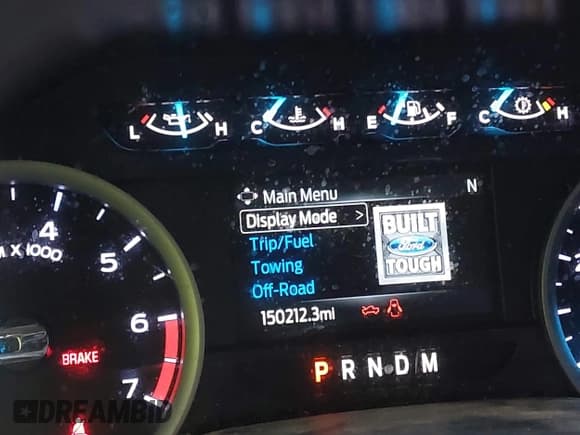 L H C H E F C H
Main Menu N
Display Mode >
Trip/Fuel
Towing
Off-Road
BUILT
Ford
TOUGH
150212.3mi
4
M X 1000
5
6
7
BRAKE
P R N D M
DREAMBID